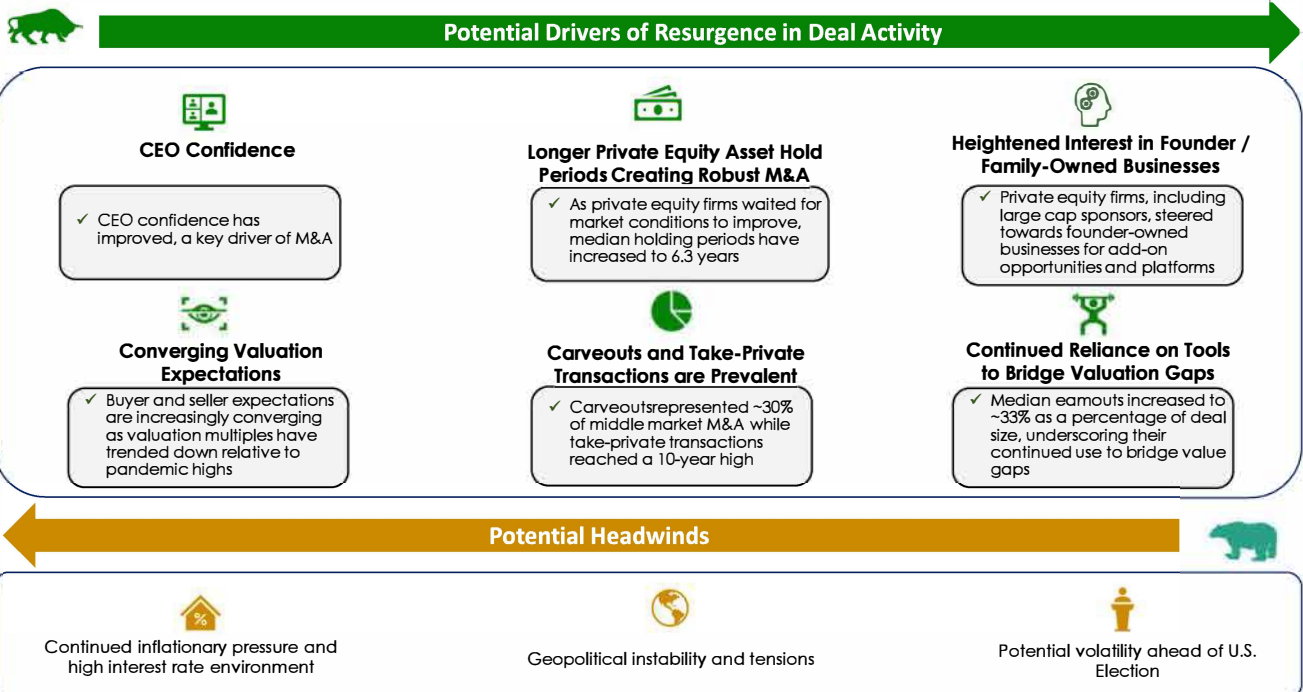 Potential Drivers of Resurgence in Deal Activity
CEO Confidence
✓ CEO confidence has
improved, a key driver of M&A
Longer Private Equity Asset Hold
Periods Creating Robust M&A
✓ As private equity firms waited for
market conditions to improve,
median holding periods have
increased to 6.3 years
Heightened Interest in Founder /
Family-Owned Businesses
✓ Private equity firms, including
large cap sponsors, steered
towards founder-owned
businesses for add-on
opportunities and platforms
Converging Valuation
Expectations
✓ Buyer and seller expectations
are increasingly converging
as valuation multiples have
trended down relative to
pandemic highs
Carveouts and Take-Private
Transactions are Prevalent
✓ Carveoutsrepresented ~30%
of middle market M&A while
take-private transactions
reached a 10-year high
Continued Reliance on Tools
to Bridge Valuation Gaps
✓ Median earnouts increased to
~33% as a percentage of deal
size, underscoring their
continued use to bridge value
gaps
Potential Headwinds
%
Continued inflationary pressure and
high interest rate environment
Geopolitical instability and tensions
Potential volatility ahead of U.S.
Election